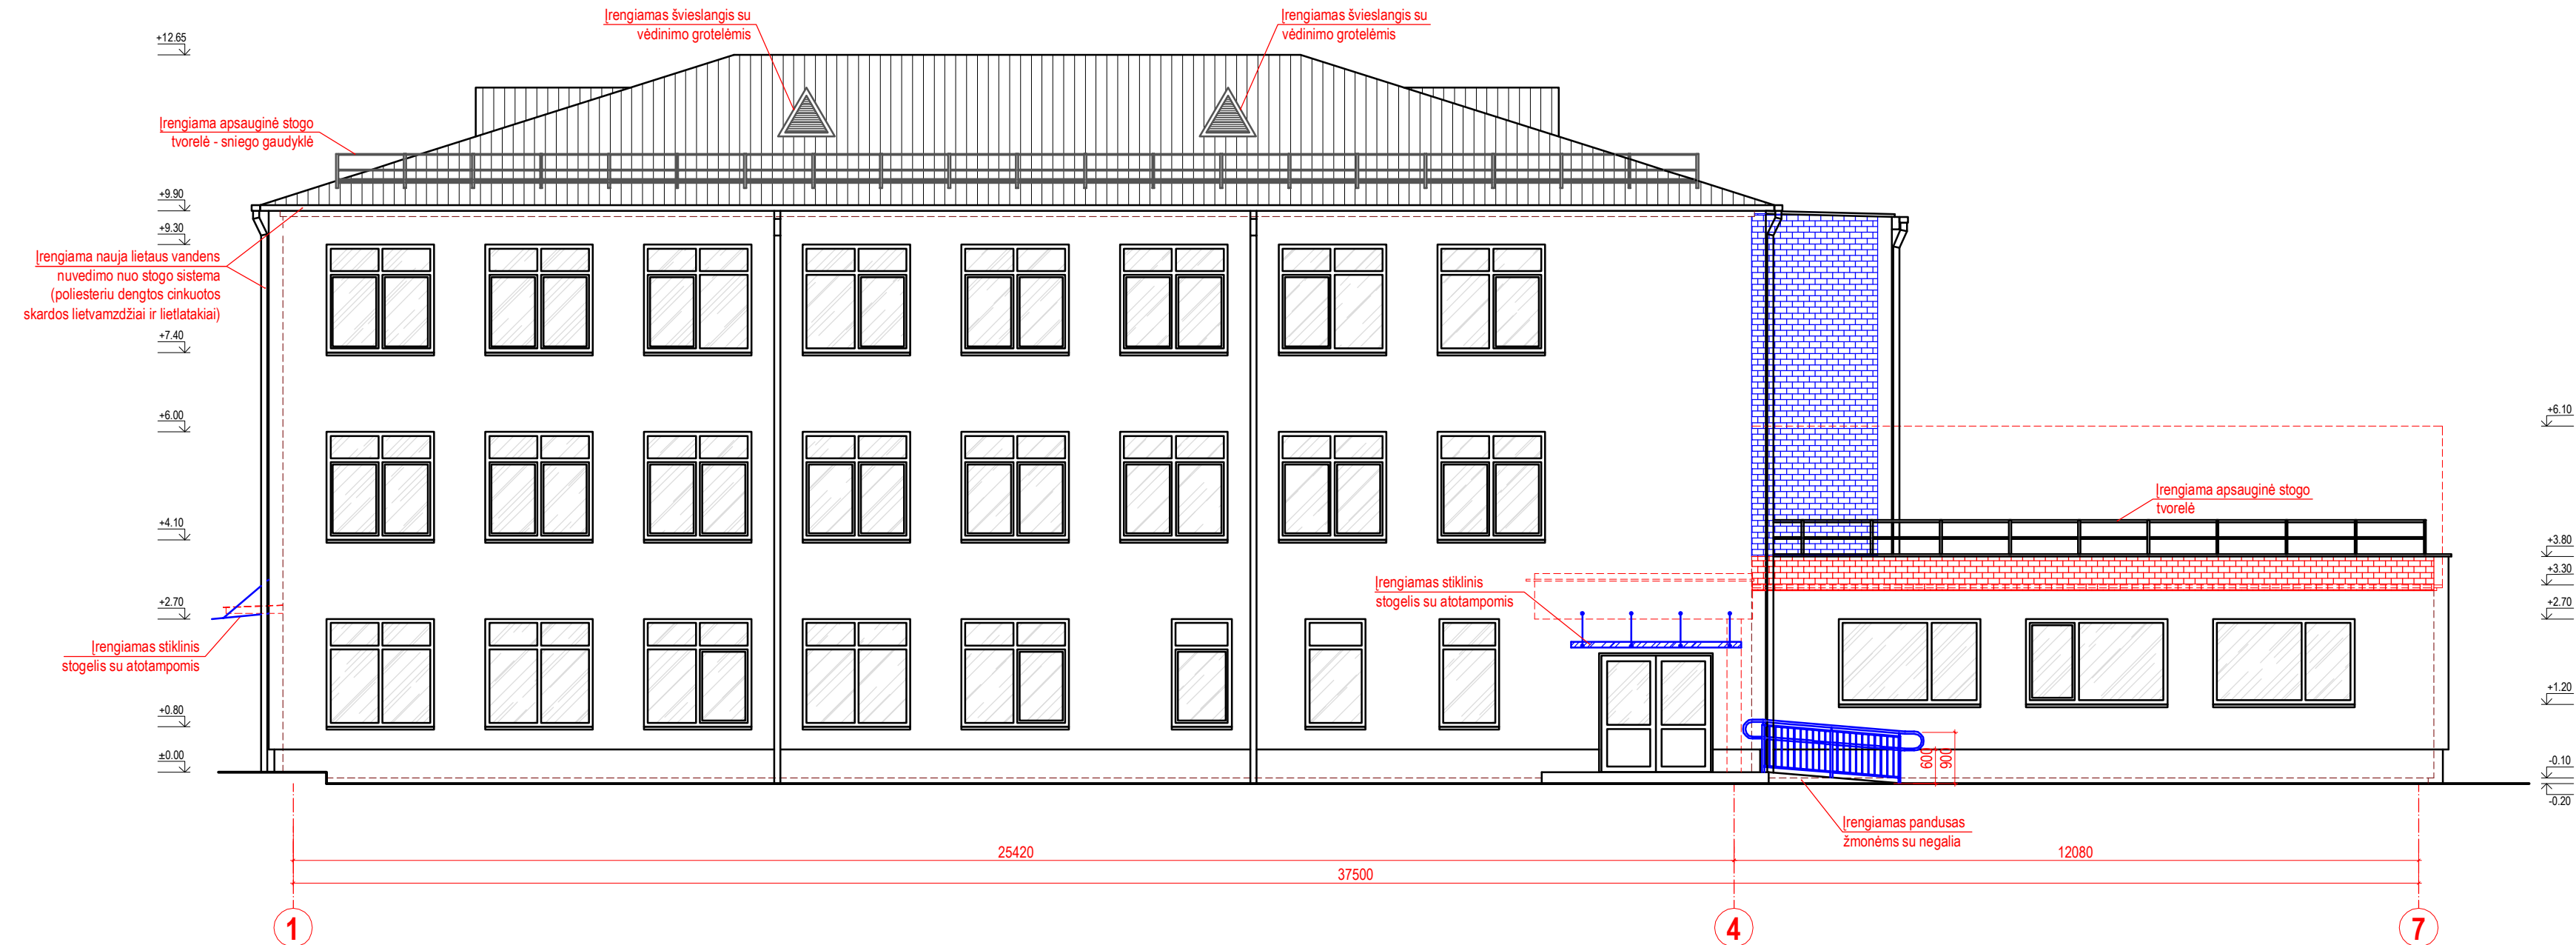 Įrengiamas švieslangis su
vėdinimo grotelėmis
Įrengiamas švieslangis su
vėdinimo grotelėmis
+12.65
Įrengiama apsauginė stogo
tvorelė - sniego gaudyklė
+9.90
+9.30
Įrengiama nauja lietaus vandens
nuvedimo nuo stogo sistema
(poliesteriu dengtos cinkuotos
skardos lietvamzdžiai ir lietlatakiai)
+7.40
+6.00
+6.10
Įrengiama apsauginė stogo
tvorelė
+4.10
+3.80
+3.30
Įrengiamas stiklinis
stogelis su atotampomis
+2.70
+2.70
Įrengiamas stiklinis
stogelis su atotampomis
+1.20
+0.80
±0.00
600
900
-0.10
-0.20
Įrengiamas pandusas
žmonėms su negalia
25420
12080
37500
1
4
7